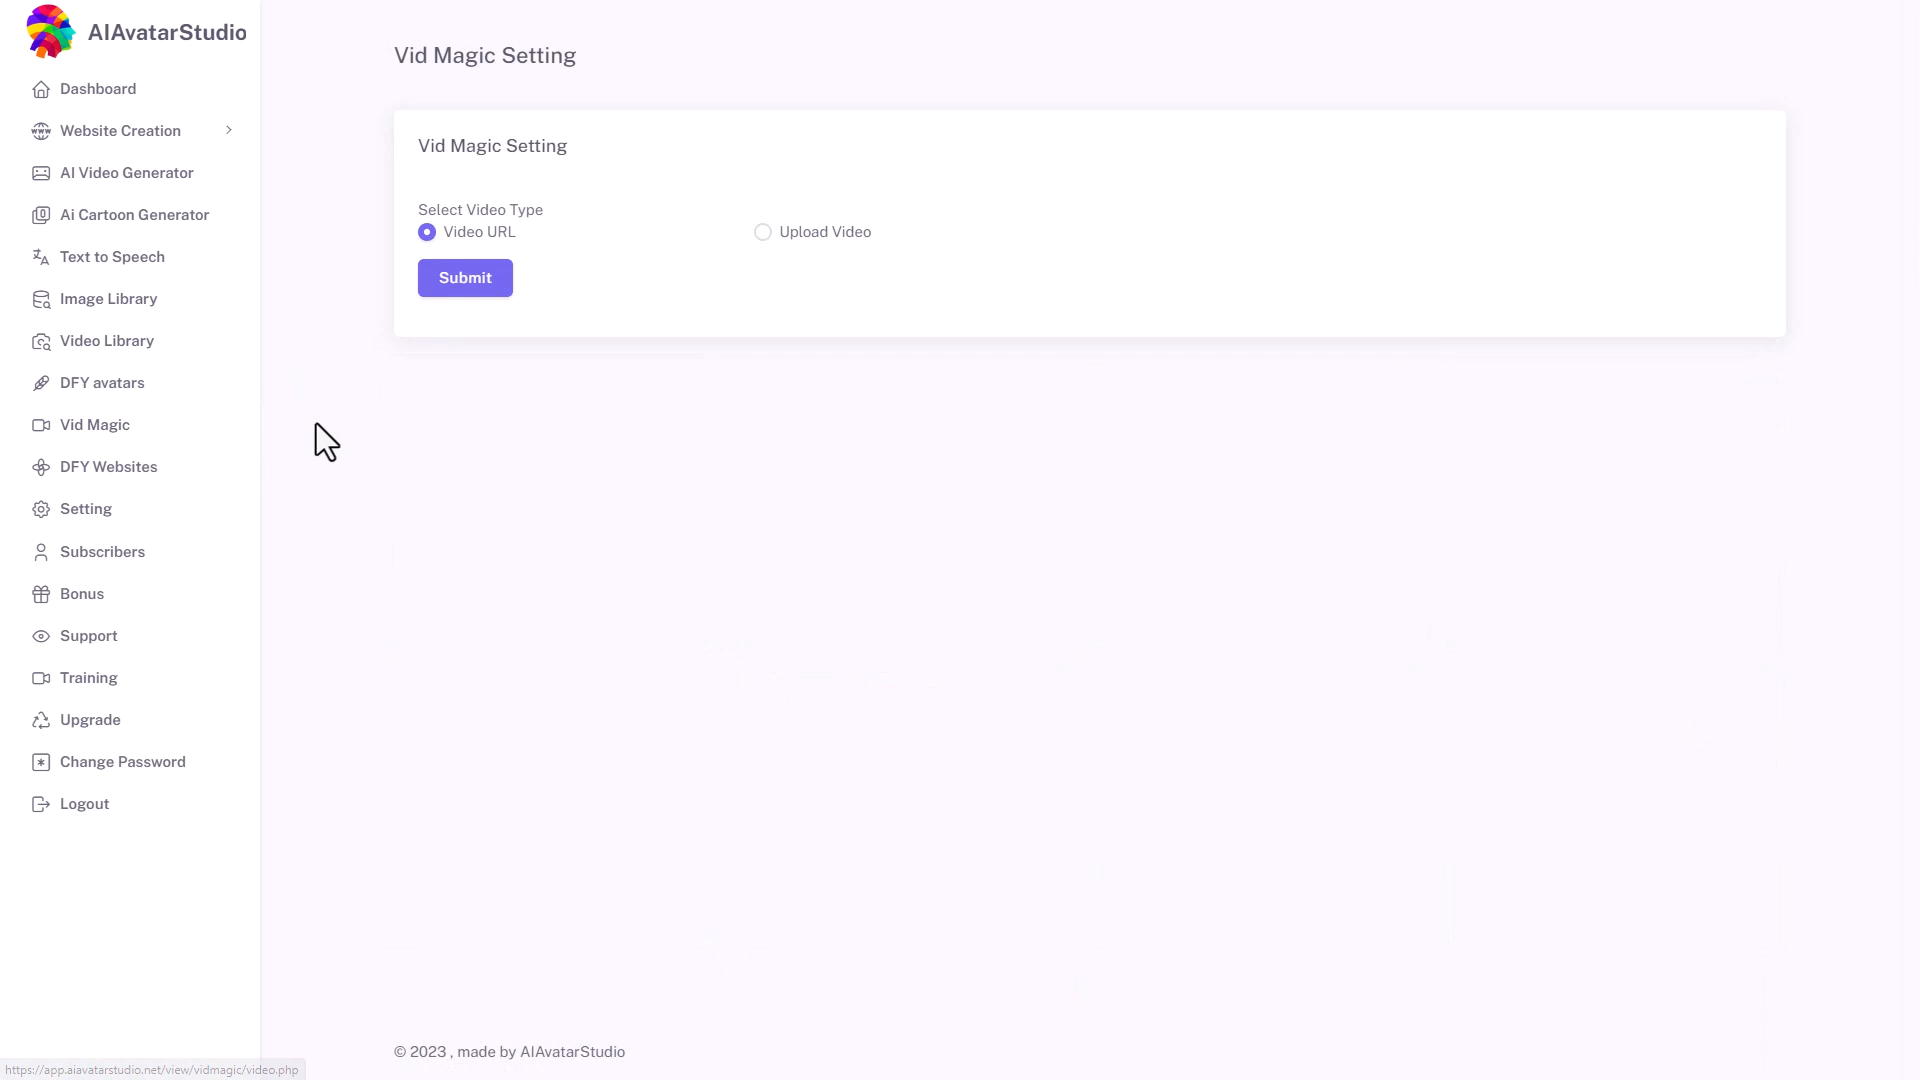 AIAvatarStudio
Dashboard
Website Creation
AI Video Generator
Ai Cartoon Generator
Text to Speech
Image Library
Video Library
DFY avatars
Vid Magic
DFY Websites
Setting
Subscribers
Bonus
Support
Training
Upgrade
Change Password
Logout
Vid Magic Setting
Vid Magic Setting
Select Video Type
Video URL
Upload Video
Submit
© 2023 , made by AIAvatarStudio
https://app.aiavatarstudio.net/view/vidmagic/video.php